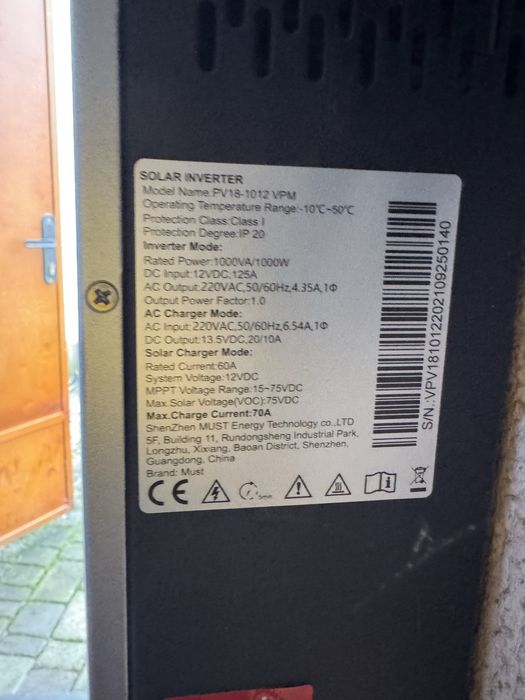 SOLAR INVERTER
Model Name:PV18-1012 VPM
Operating Temperature Range:-10℃~50℃
Protection Class:Class I
Protection Degree:IP 20
Inverter Mode:
Rated Power:1000VA/1000W
DC Input:12VDC,125A
AC Output:220VAC,50/60Hz,4.35A,1Φ
Output Power Factor:1.0
AC Charger Mode:
AC Input:220VAC,50/60Hz,6.54A,1Φ
DC Output:13.5VDC,20/10A
Solar Charger Mode:
Rated Current:60A
System Voltage:12VDC
MPPT Voltage Range:15~75VDC
Max.Solar Voltage(VOC):75VDC
Max.Charge Current:70A
ShenZhen MUST Energy Technology co.,LTD
5F, Building 11, Rundongsheng Industrial Park,
Longzhu, Xixiang, Baoan District, Shenzhen,
Guangdong, China
Brand: Must
CE
5min
S/N.:VPV1810122202109250140